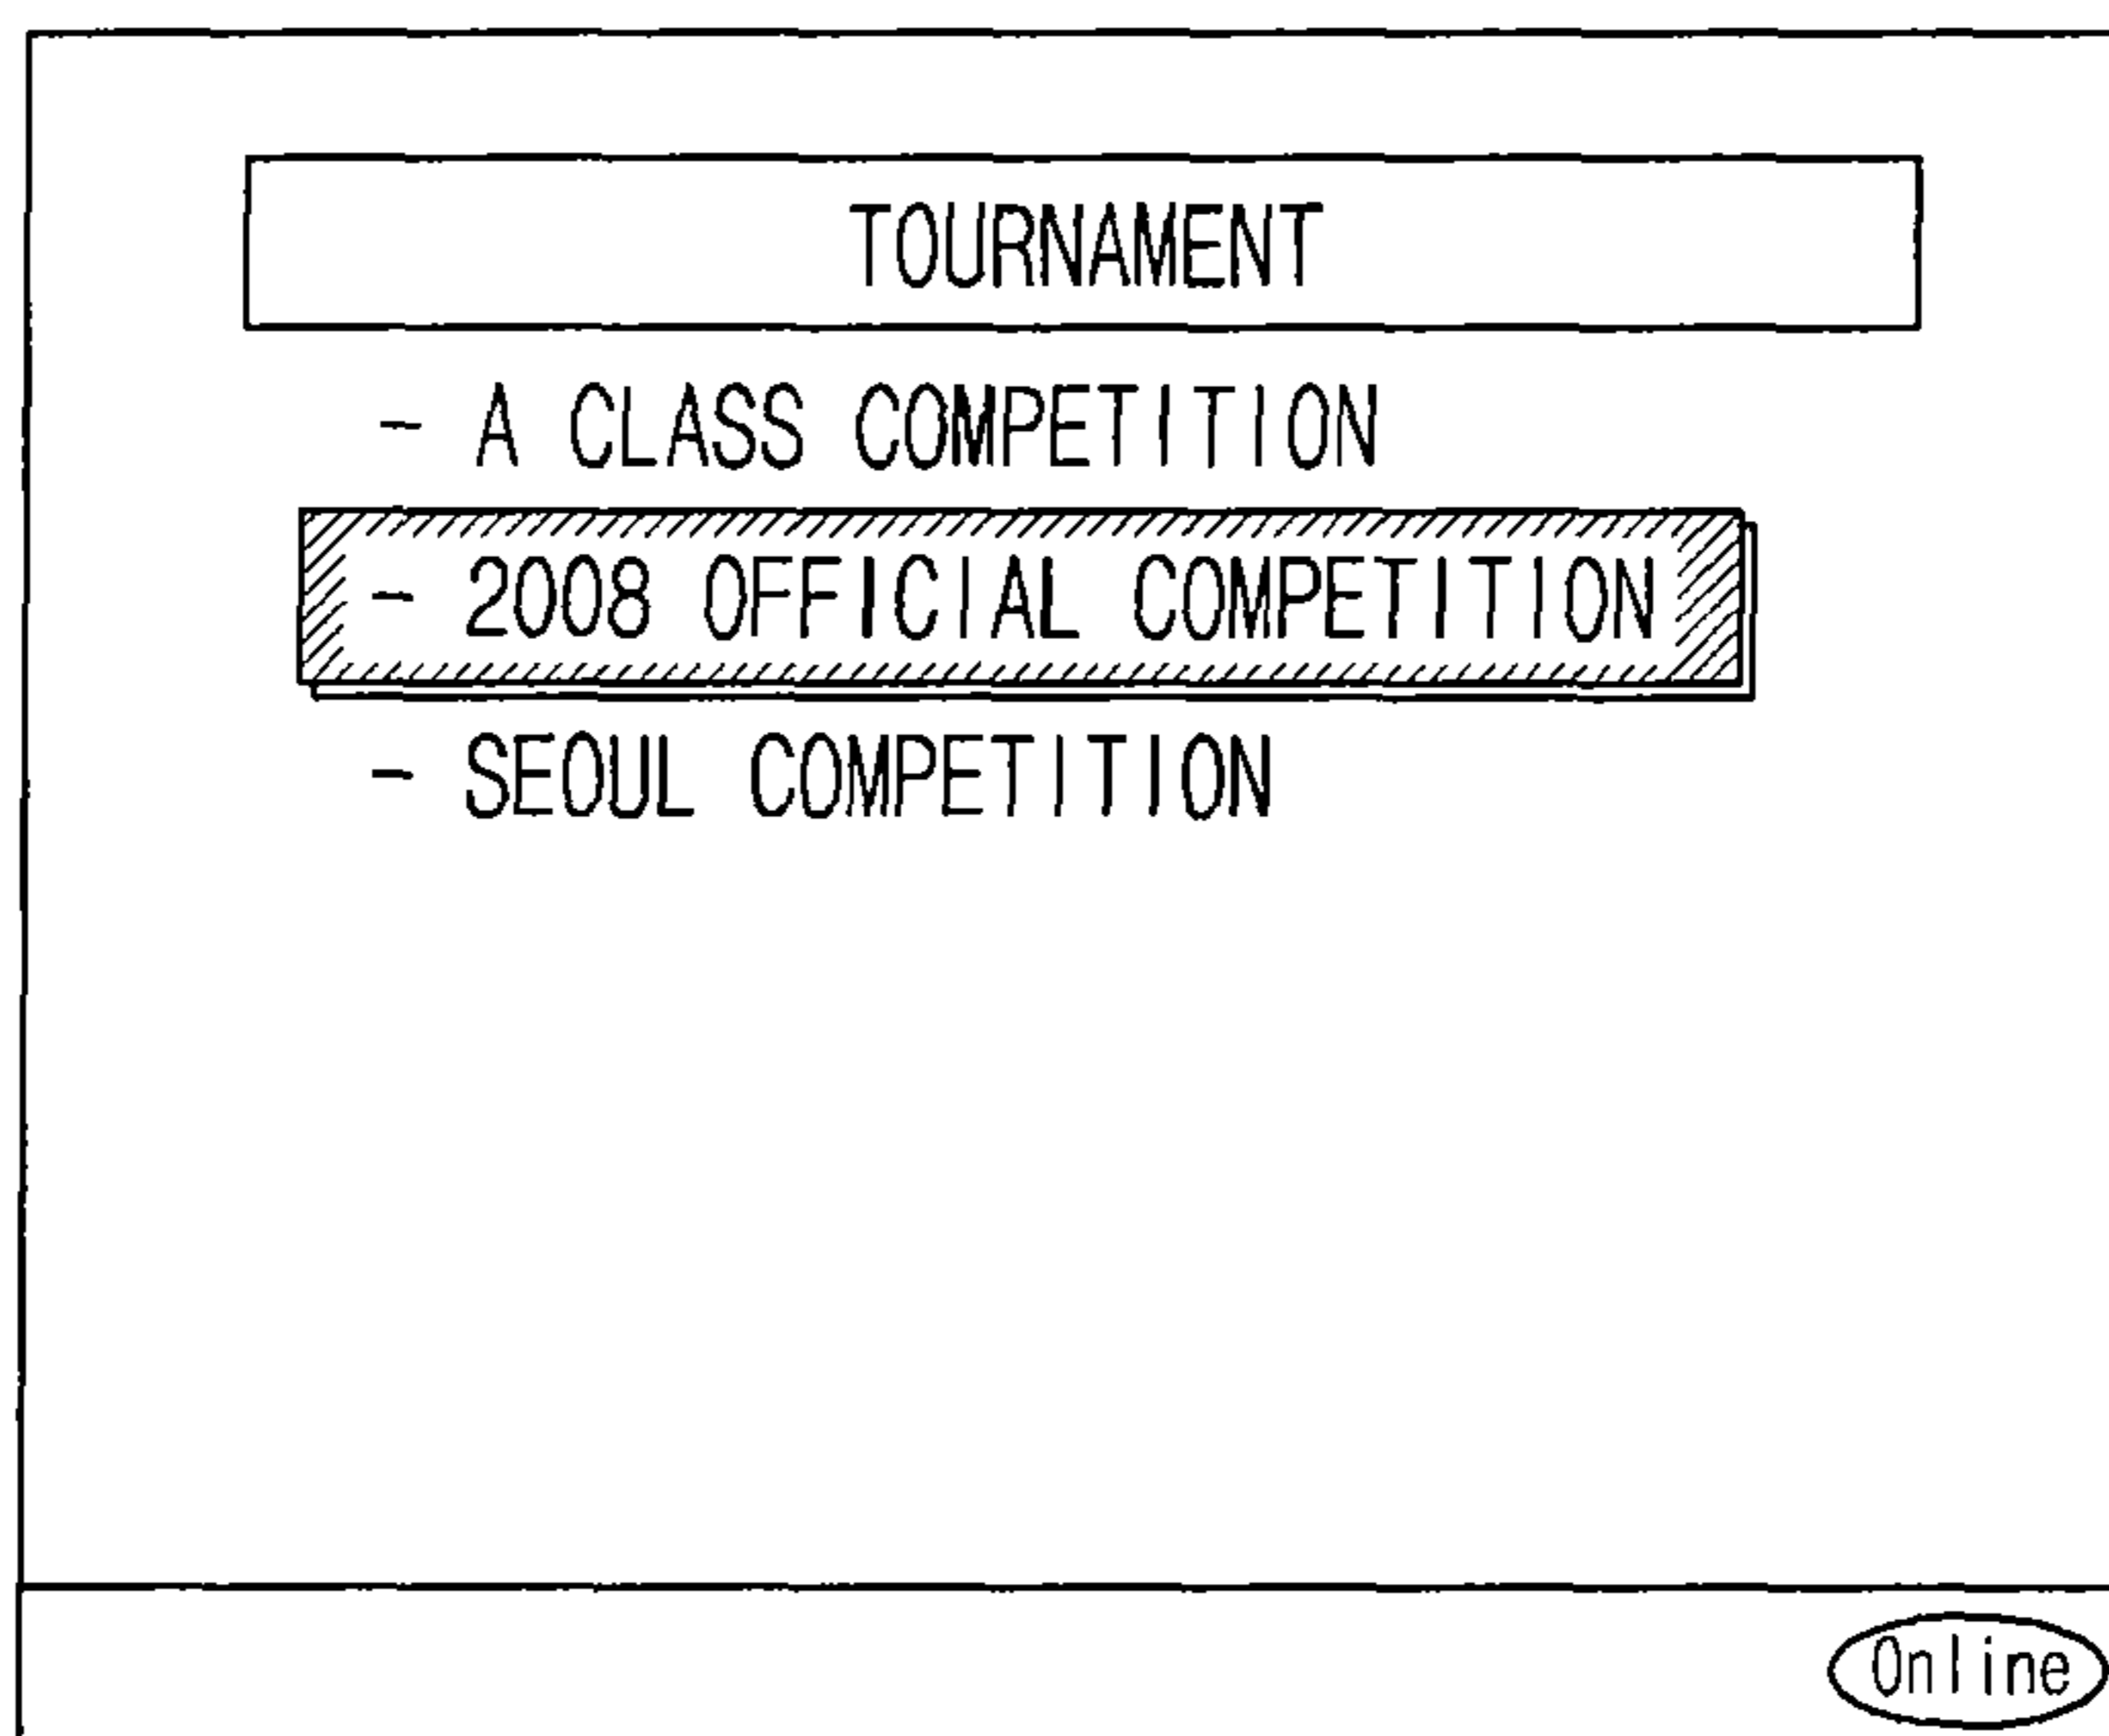 TOURNAMENT
- A CLASS COMPETITION
- 2008 OFFICIAL COMPETITION
- SEOUL COMPETITION
Online